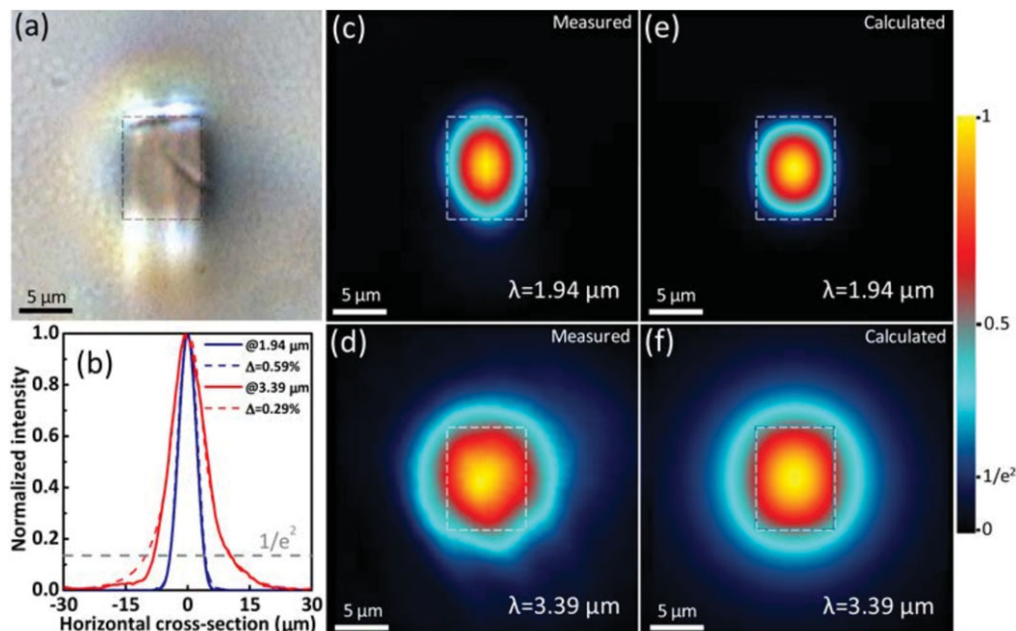 (a)
5 μm
(b)
Normalized intensity
1.0
0.8
0.6
0.4
0.2
0.0
@1.94 μm
Δ=0.59%
@3.39 μm
Δ=0.29%
1/e²
-30
-15
0
15
30
Horizontal cross-section (μm)
(c)
Measured
5 μm
λ=1.94 μm
(e)
Calculated
5 μm
λ=1.94 μm
(d)
Measured
5 μm
λ=3.39 μm
(f)
Calculated
5 μm
λ=3.39 μm
1
0.5
1/e²
0